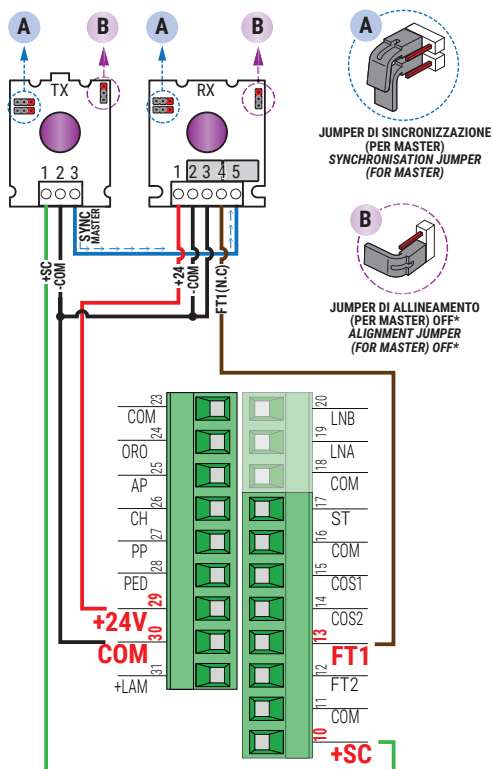 A B A B A
TX RX
JUMPER DI SINCRONIZZAZIONE
(PER MASTER)
SYNCHRONISATION JUMPER
(FOR MASTER)
1 2 3
1 2 3 4 5
B
+SC
-COM
SYNC
MASTER
+24
-COM
FT1(N.C)
JUMPER DI ALLINEAMENTO
(PER MASTER) OFF*
ALIGNMENT JUMPER
(FOR MASTER) OFF*
23
COM
24
ORO
25
AP
26
CH
27
PP
28
PED
29
+24V
30
COM
31
+LAM
20
LNB
19
LNA
18
COM
17
ST
16
COM
15
COS1
14
COS2
13
FT1
12
FT2
11
COM
10
+SC